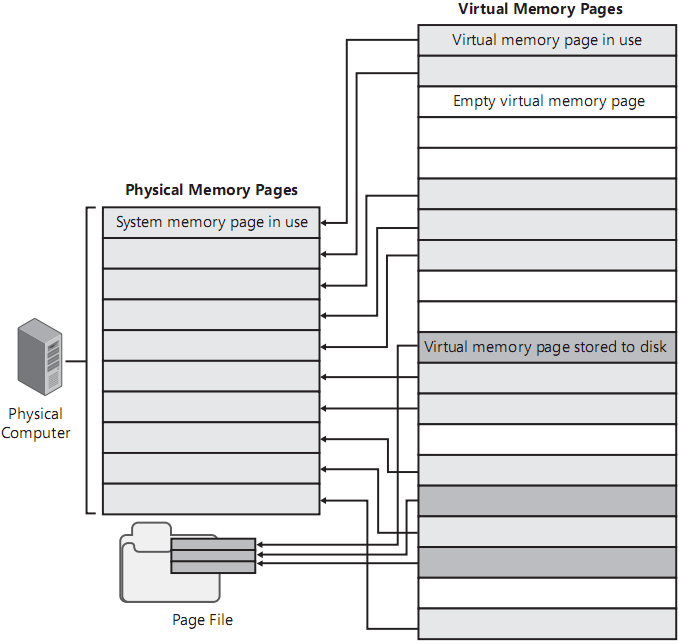 Virtual Memory Pages
Virtual memory page in use
Empty virtual memory page
Physical Memory Pages
System memory page in use
Virtual memory page stored to disk
Physical
Computer
Page File